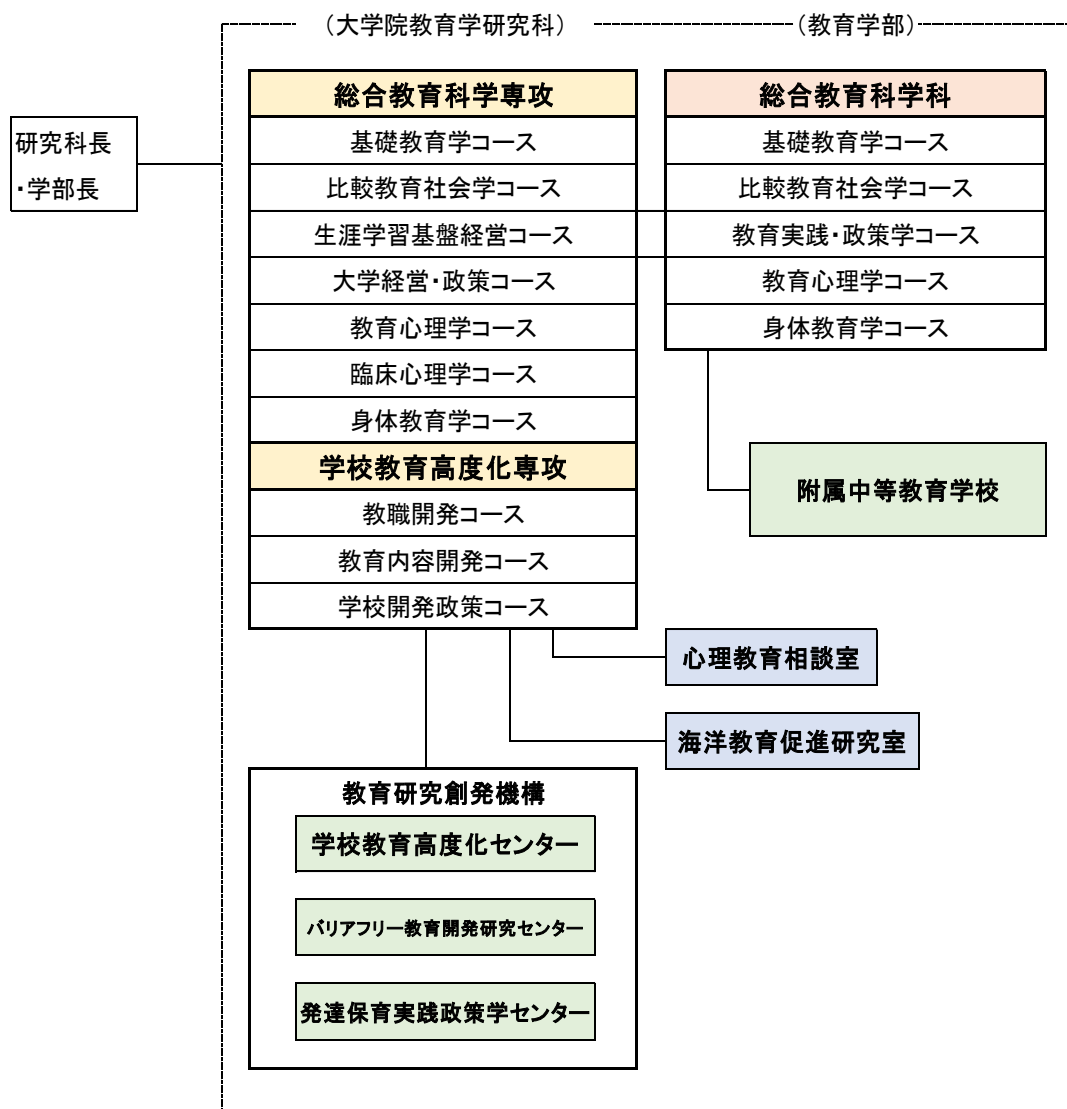 （大学院教育学研究科）
（教育学部）
研究科長
・学部長
総合教育科学専攻
基礎教育学コース
比較教育社会学コース
生涯学習基盤経営コース
大学経営・政策コース
教育心理学コース
臨床心理学コース
身体教育学コース
学校教育高度化専攻
教職開発コース
教育内容開発コース
学校開発政策コース
総合教育科学科
基礎教育学コース
比較教育社会学コース
教育実践・政策学コース
教育心理学コース
身体教育学コース
附属中等教育学校
心理教育相談室
海洋教育促進研究室
教育研究創発機構
学校教育高度化センター
バリアフリー教育開発研究センター
発達保育実践政策学センター